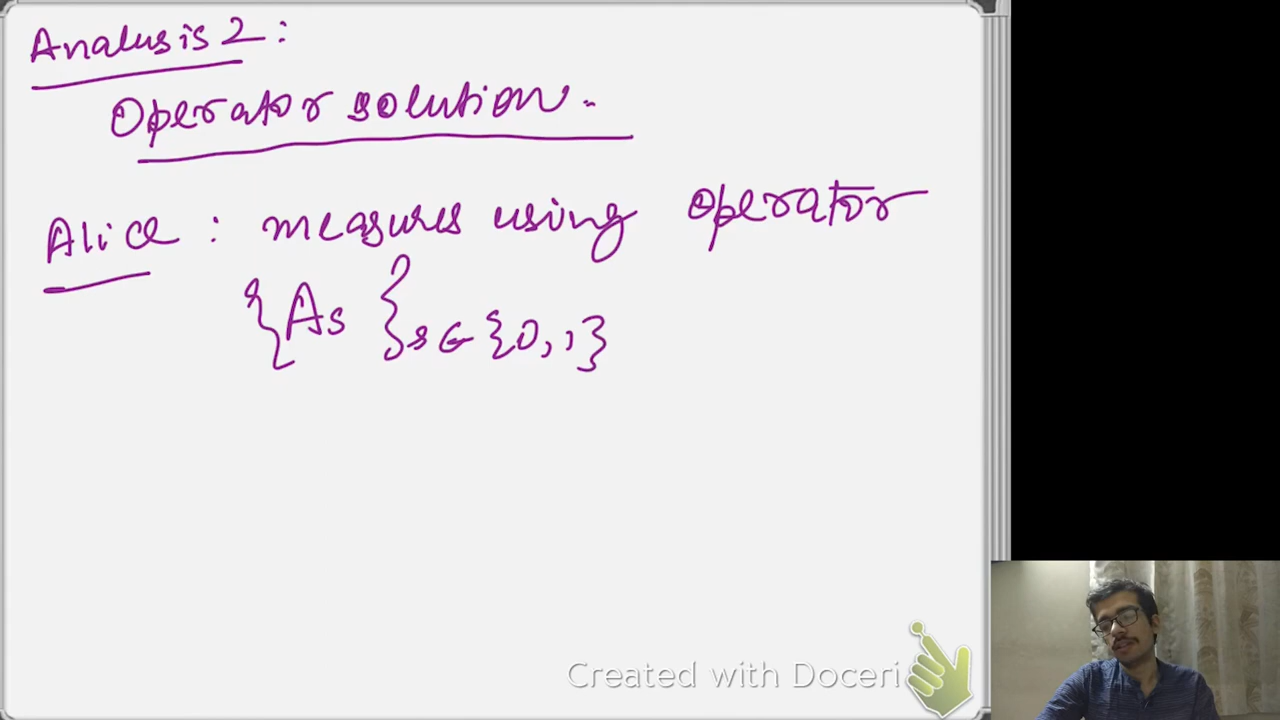 Analysis 2:
Operator solution.
Alice : measures using operator
{As}s∈{0,1}
Created with Doceri